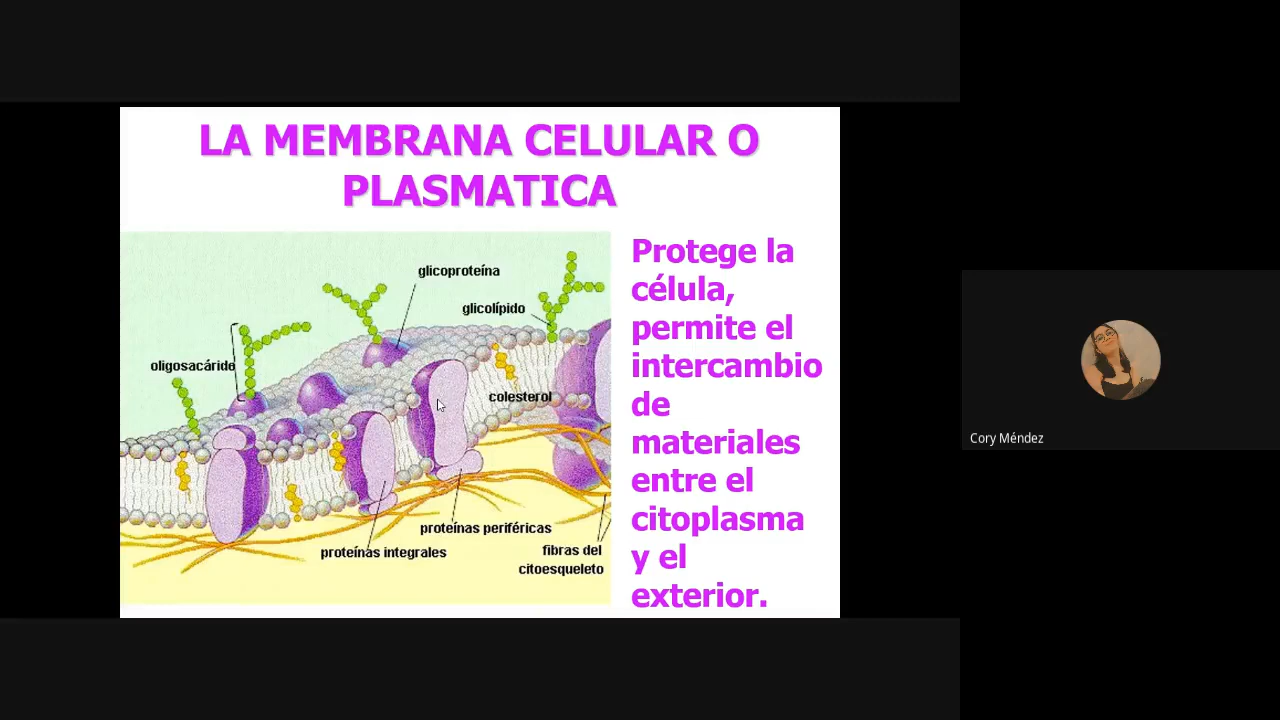 LA MEMBRANA CELULAR O
PLASMATICA
glicoproteína
glicolípido
oligosacárido
colesterol
proteínas periféricas
proteínas integrales
fibras del
citoesqueleto
Protege la
célula,
permite el
intercambio
de
materiales
entre el
citoplasma
y el
exterior.
Cory Méndez